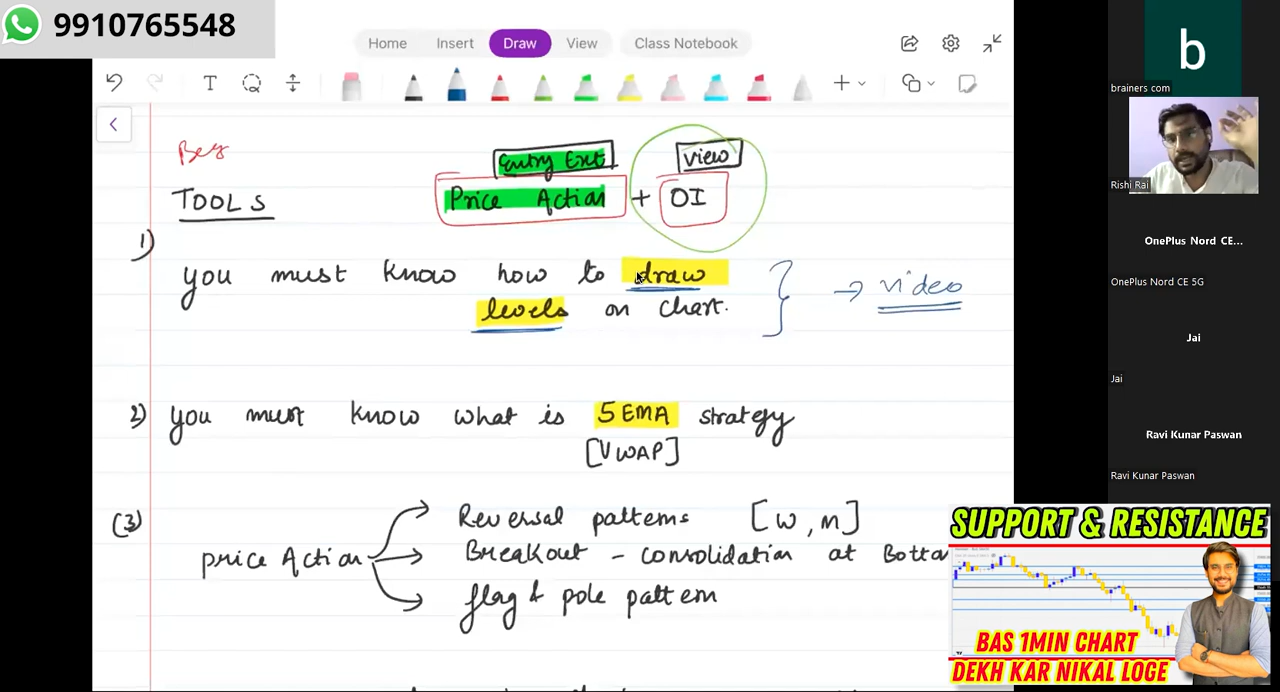 9910765548
Home Insert Draw View Class Notebook
b
brainers com
Rishi Rai
OnePlus Nord CE...
OnePlus Nord CE 5G
Jai
Jai
Ravi Kunar Paswan
Ravi Kunar Paswan
Entry Exit view
TOOLS Price Action + OI
1)
you must know how to draw → video
levels on chart.
2) you must know what is 5EMA strategy
[VWAP]
(3) Reversal patterns [W, M]
price Action Breakout - consolidation at Bottom
flag & pole pattern
SUPPORT & RESISTANCE
BAS 1MIN CHART
DEKH KAR NIKAL LOGE